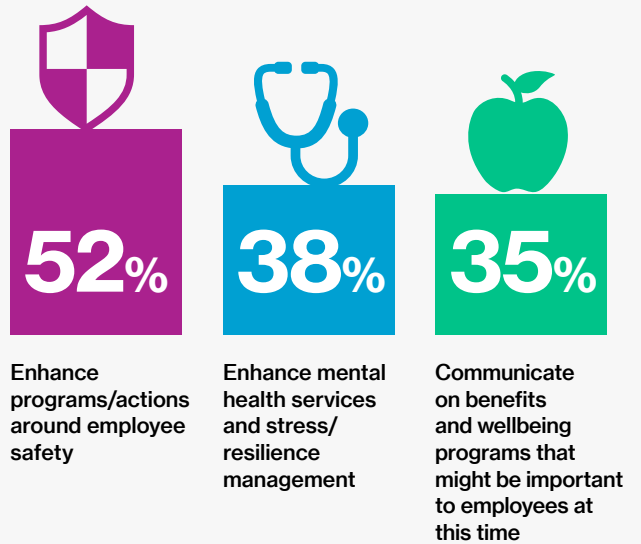 52%
Enhance
programs/actions
around employee
safety
38%
Enhance mental
health services
and stress/
resilience
management
35%
Communicate
on benefits
and wellbeing
programs that
might be important
to employees at
this time